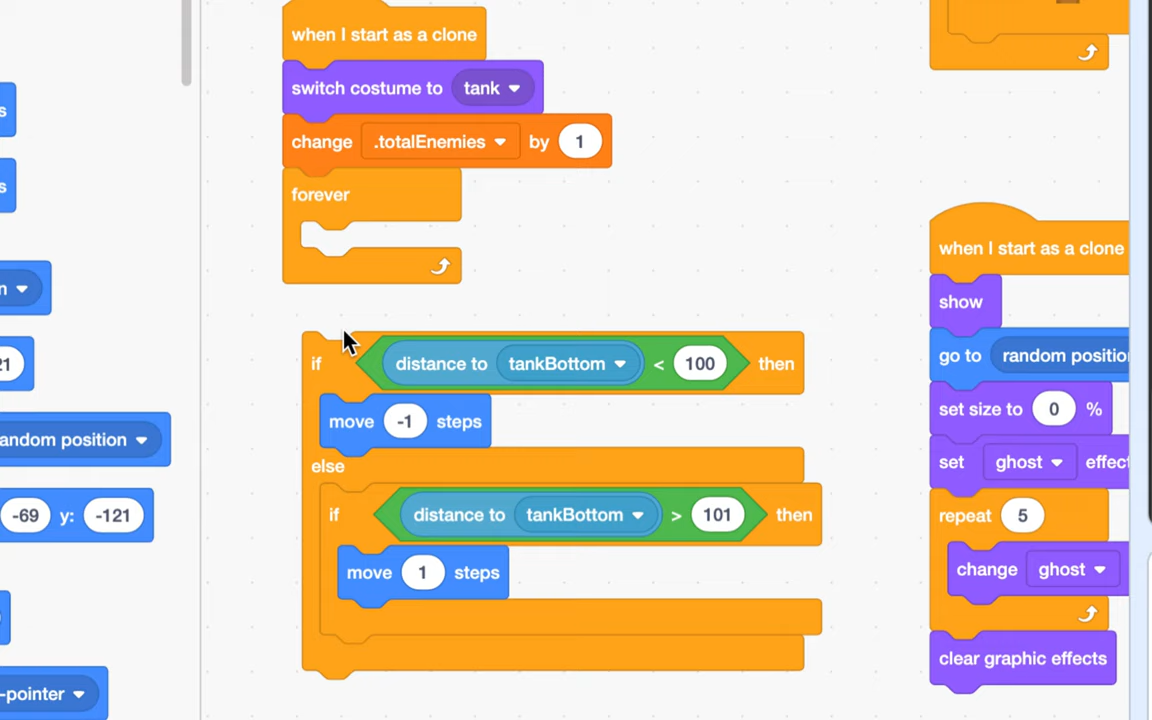 when I start as a clone
switch costume to tank
change .totalEnemies by 1
forever
if distance to tankBottom < 100 then
move -1 steps
else
if distance to tankBottom > 101 then
move 1 steps
when I start as a clone
show
go to random positio
set size to 0 %
set ghost effect
repeat 5
change ghost
clear graphic effects
s
s
n
21
andom position
-69 y: -121
-pointer